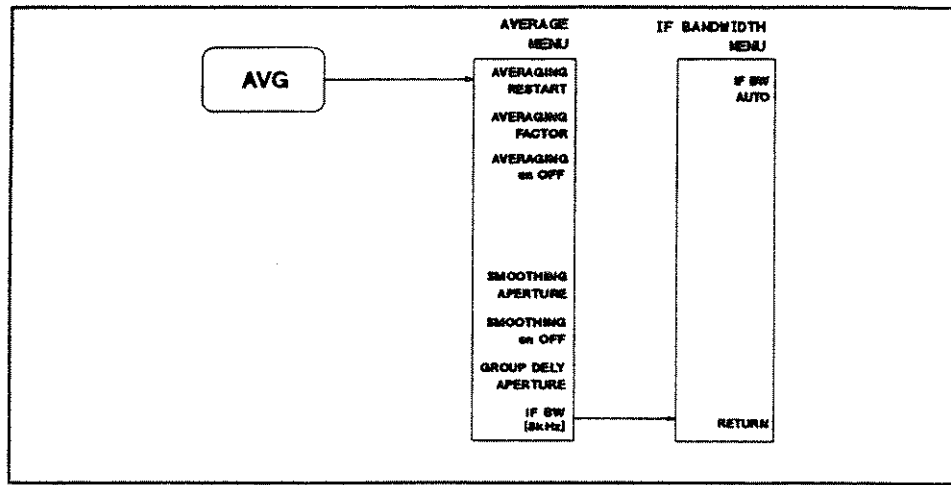 AVERAGE
MENU
IF BANDWIDTH
MENU
AVG
AVERAGING
RESTART
AVERAGING
FACTOR
AVERAGING
on OFF
SMOOTHING
APERTURE
SMOOTHING
on OFF
GROUP DELY
APERTURE
IF BW
[3kHz]
IF BW
AUTO
RETURN